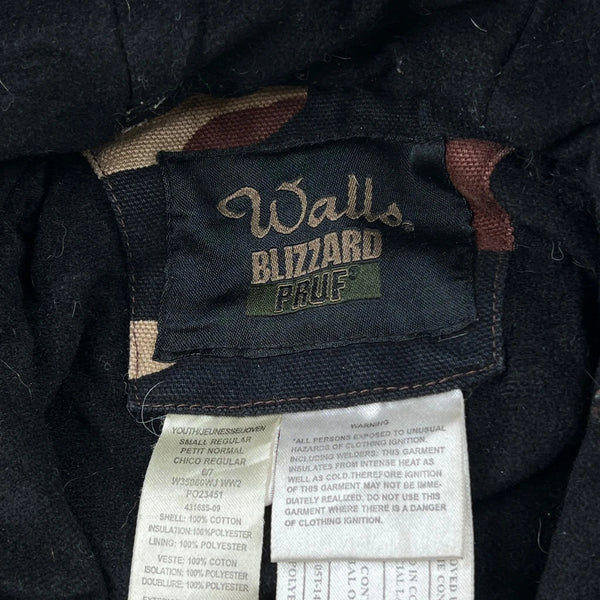 Walls
BLIZZARD
PRUF
YOUTH/JEUNESSE/JOVEN
SMALL REGULAR
PETIT NORMAL
CHICO REGULAR
6/7
PO23451
431685-09
SHELL: 100% COTTON
INSULATION:100%POLYESTER
LINING: 100% POLYESTER
VESTE: 100% COTON
ISOLATION: 100% POLYESTER
DOUBLURE: 100% POLYESTER
WARNING
"ALL PERSONS EXPOSED TO UNUSUAL
HAZARDS OF CLOTHING IGNITION,
INCLUDING WELDERS: THIS GARMENT
INSULATES FROM INTENSE HEAT AS
WELL AS COLD.THEREFORE IGNITION
OF THIS GARMENT MAY NOT BE IMME-
DIATELY REALIZED. DO NOT USE
THIS GARMENT WHERE THERE IS A DANGER
OF CLOTHING IGNITION.